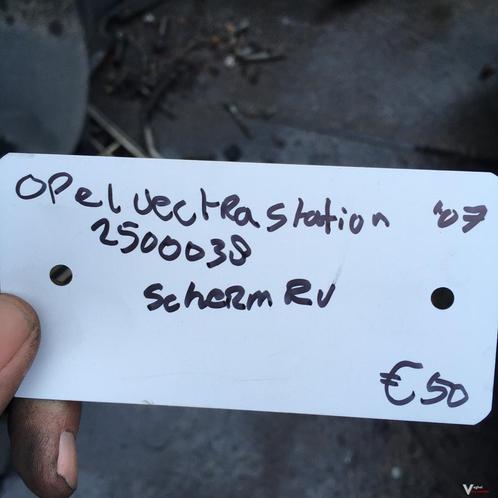 Opel vectra station '07
2500038
Scherm RV
€50